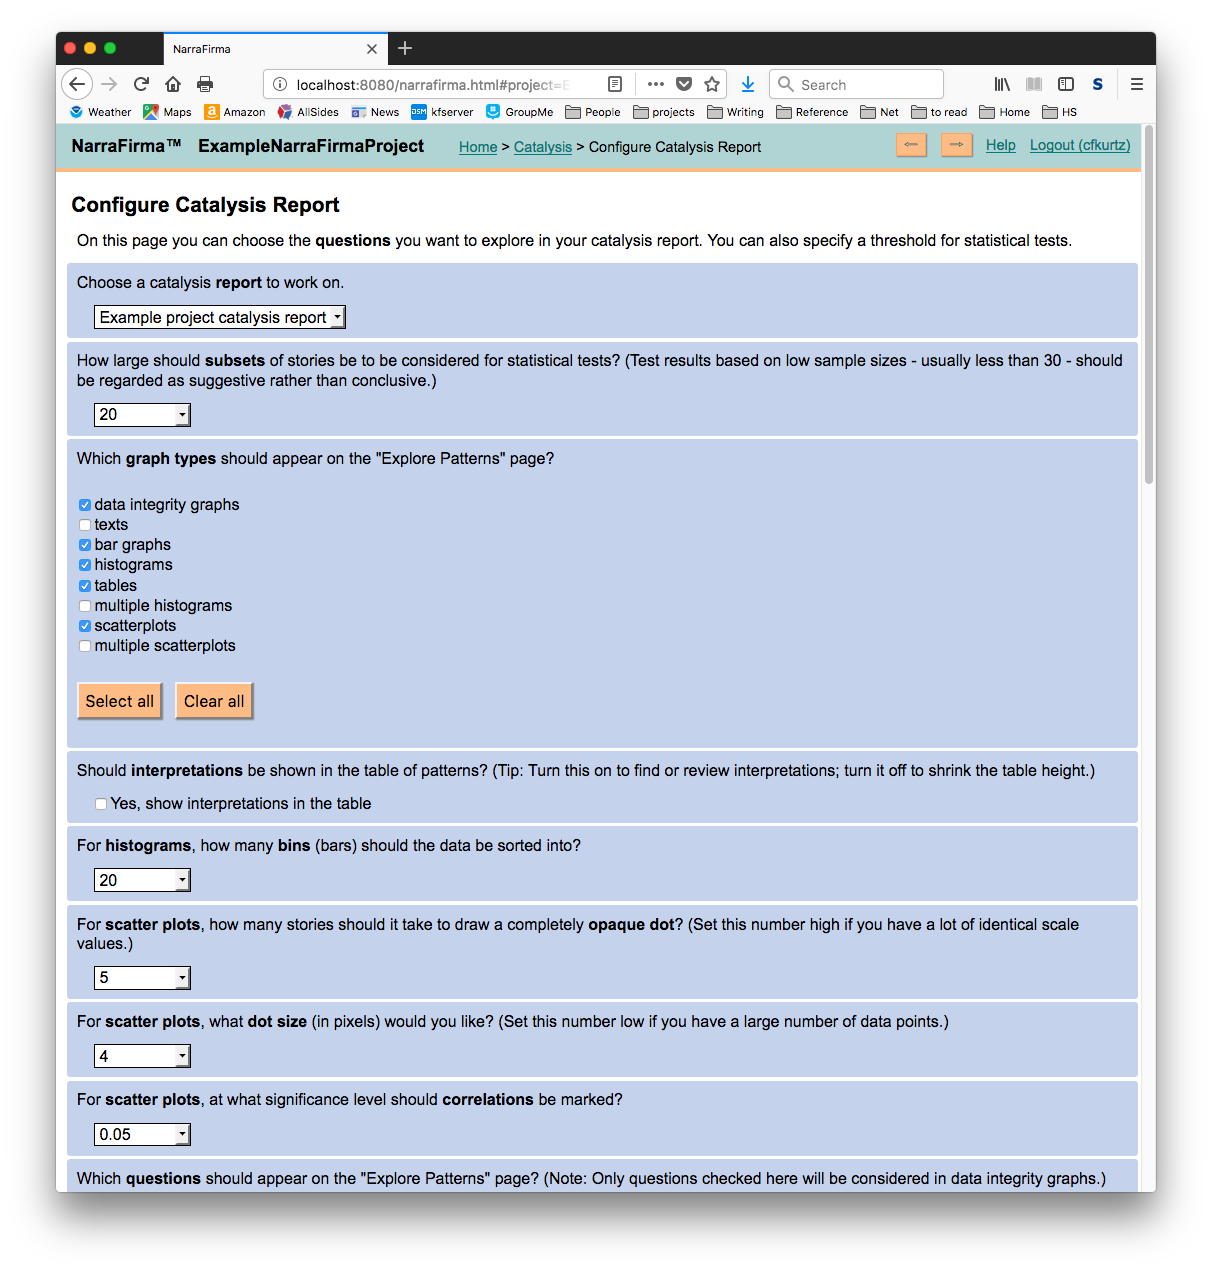 NarraFirma
localhost:8080/narrafirma.html#project=E
Search
S
Weather Maps Amazon AllSides News kfserver GroupMe People projects Writing Reference Net to read Home HS
NarraFirma™ ExampleNarraFirmaProject Home > Catalysis > Configure Catalysis Report Help Logout (cfkurtz)
Configure Catalysis Report
On this page you can choose the questions you want to explore in your catalysis report. You can also specify a threshold for statistical tests.
Choose a catalysis report to work on.
Example project catalysis report
How large should subsets of stories be to be considered for statistical tests? (Test results based on low sample sizes - usually less than 30 - should
be regarded as suggestive rather than conclusive.)
20
Which graph types should appear on the "Explore Patterns" page?
data integrity graphs
texts
bar graphs
histograms
tables
multiple histograms
scatterplots
multiple scatterplots
Select all Clear all
Should interpretations be shown in the table of patterns? (Tip: Turn this on to find or review interpretations; turn it off to shrink the table height.)
Yes, show interpretations in the table
For histograms, how many bins (bars) should the data be sorted into?
20
For scatter plots, how many stories should it take to draw a completely opaque dot? (Set this number high if you have a lot of identical scale
values.)
5
For scatter plots, what dot size (in pixels) would you like? (Set this number low if you have a large number of data points.)
4
For scatter plots, at what significance level should correlations be marked?
0.05
Which questions should appear on the "Explore Patterns" page? (Note: Only questions checked here will be considered in data integrity graphs.)